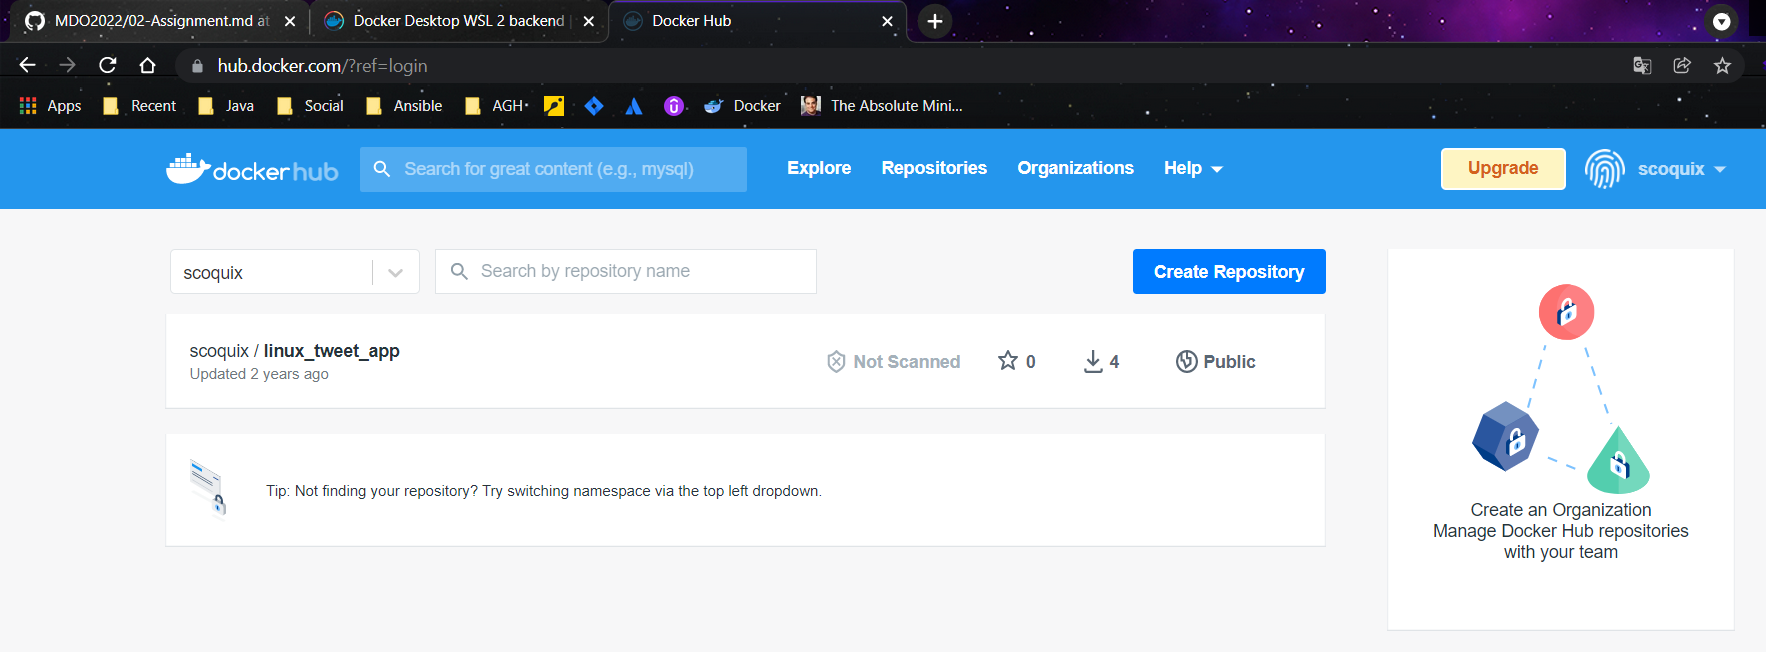 MDO2022/02-Assignment.md at
Docker Desktop WSL 2 backend
Docker Hub
hub.docker.com/?ref=login
Apps Recent Java Social Ansible AGH Docker The Absolute Mini...
docker hub
Search for great content (e.g., mysql)
Explore Repositories Organizations Help
Upgrade
scoquix
scoquix
Search by repository name
Create Repository
scoquix / linux_tweet_app
Updated 2 years ago
Not Scanned 0 4 Public
Tip: Not finding your repository? Try switching namespace via the top left dropdown.
Create an Organization
Manage Docker Hub repositories
with your team